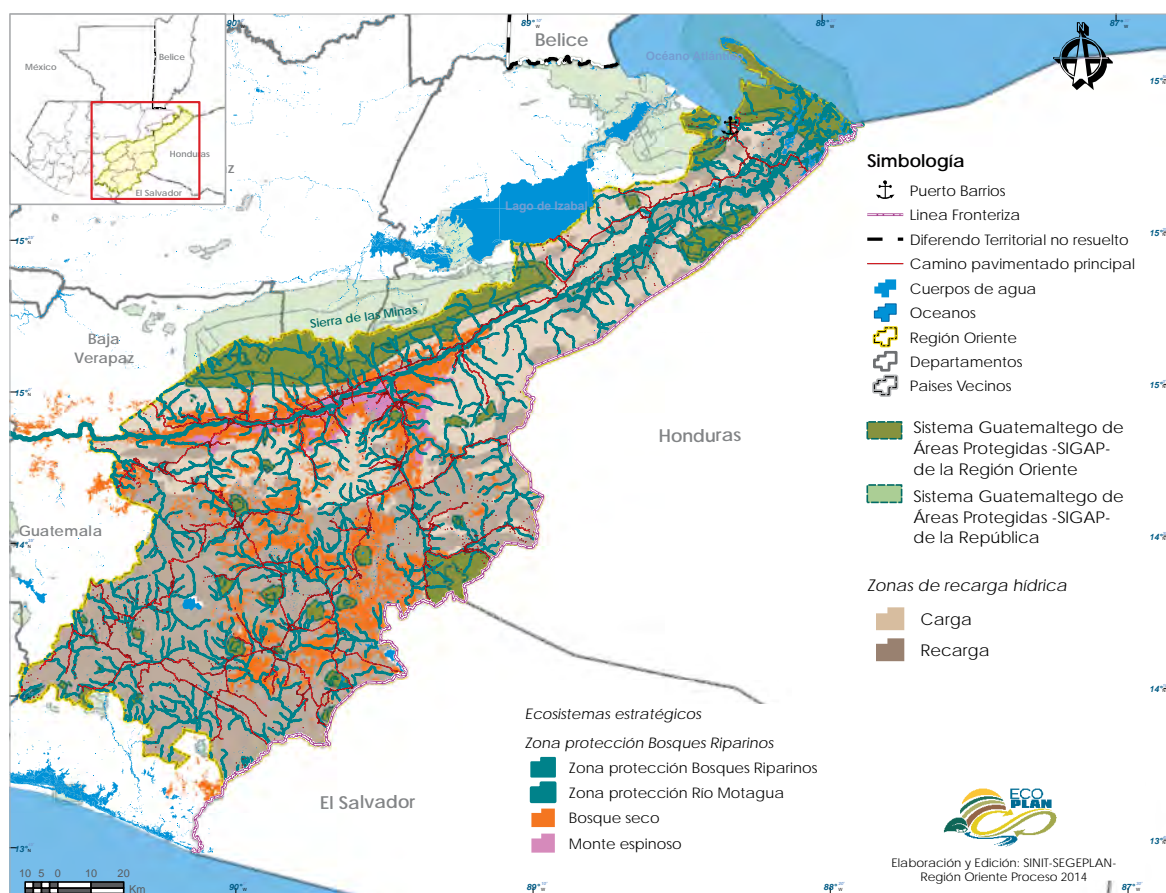 México
Belice
Honduras
El Salvador
90°
89°
88°
87°
Belice
Océano Atlántico
N
Lago de Izabal
Sierra de las Minas
Baja
Verapaz
Guatemala
Honduras
El Salvador
Simbología
Puerto Barrios
Linea Fronteriza
Diferendo Territorial no resuelto
Camino pavimentado principal
Cuerpos de agua
Oceanos
Región Oriente
Departamentos
Paises Vecinos
Sistema Guatemaltego de
Áreas Protegidas -SIGAP-
de la Región Oriente
Sistema Guatemaltego de
Áreas Protegidas -SIGAP-
de la República
Zonas de recarga hídrica
Carga
Recarga
Ecosistemas estratégicos
Zona protección Bosques Riparinos
Zona protección Bosques Riparinos
Zona protección Río Motagua
Bosque seco
Monte espinoso
ECO
PLAN
Elaboración y Edición: SINIT-SEGEPLAN-
Región Oriente Proceso 2014
10 5 0 10 20
Km